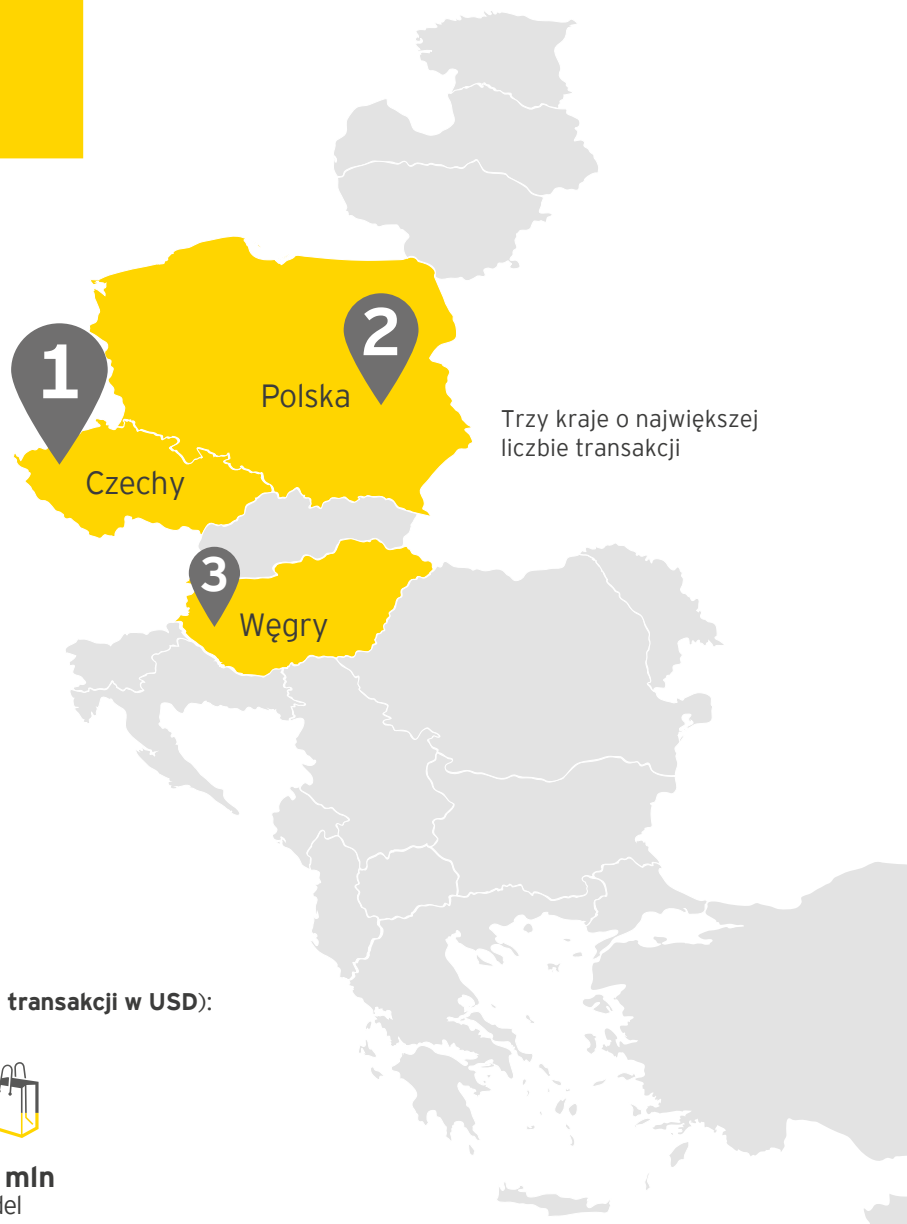 1
2
Polska
Trzy kraje o największej
liczbie transakcji
Czechy
3
Węgry
transakcji w USD):
mln